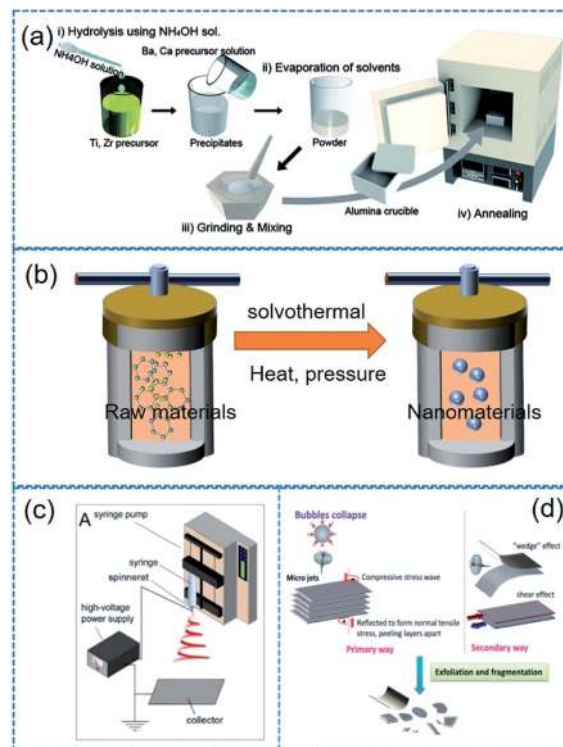 (a)
i) Hydrolysis using NH₄OH sol.
NH4OH solution
Ba, Ca precursor solution
ii) Evaporation of solvents
Ti, Zr precursor
Precipitates
Powder
iii) Grinding & Mixing
Alumina crucible
iv) Annealing
(b)
solvothermal
Heat, pressure
Raw materials
Nanomaterials
(c)
A
syringe pump
syringe
spinneret
high-voltage
power supply
collector
(d)
Bubbles collapse
Micro jets
Compressive stress wave
Reflected to form normal tensile
stress, peeling layers apart
Primary way
"wedge" effect
shear effect
Secondary way
Exfoliation and fragmentation